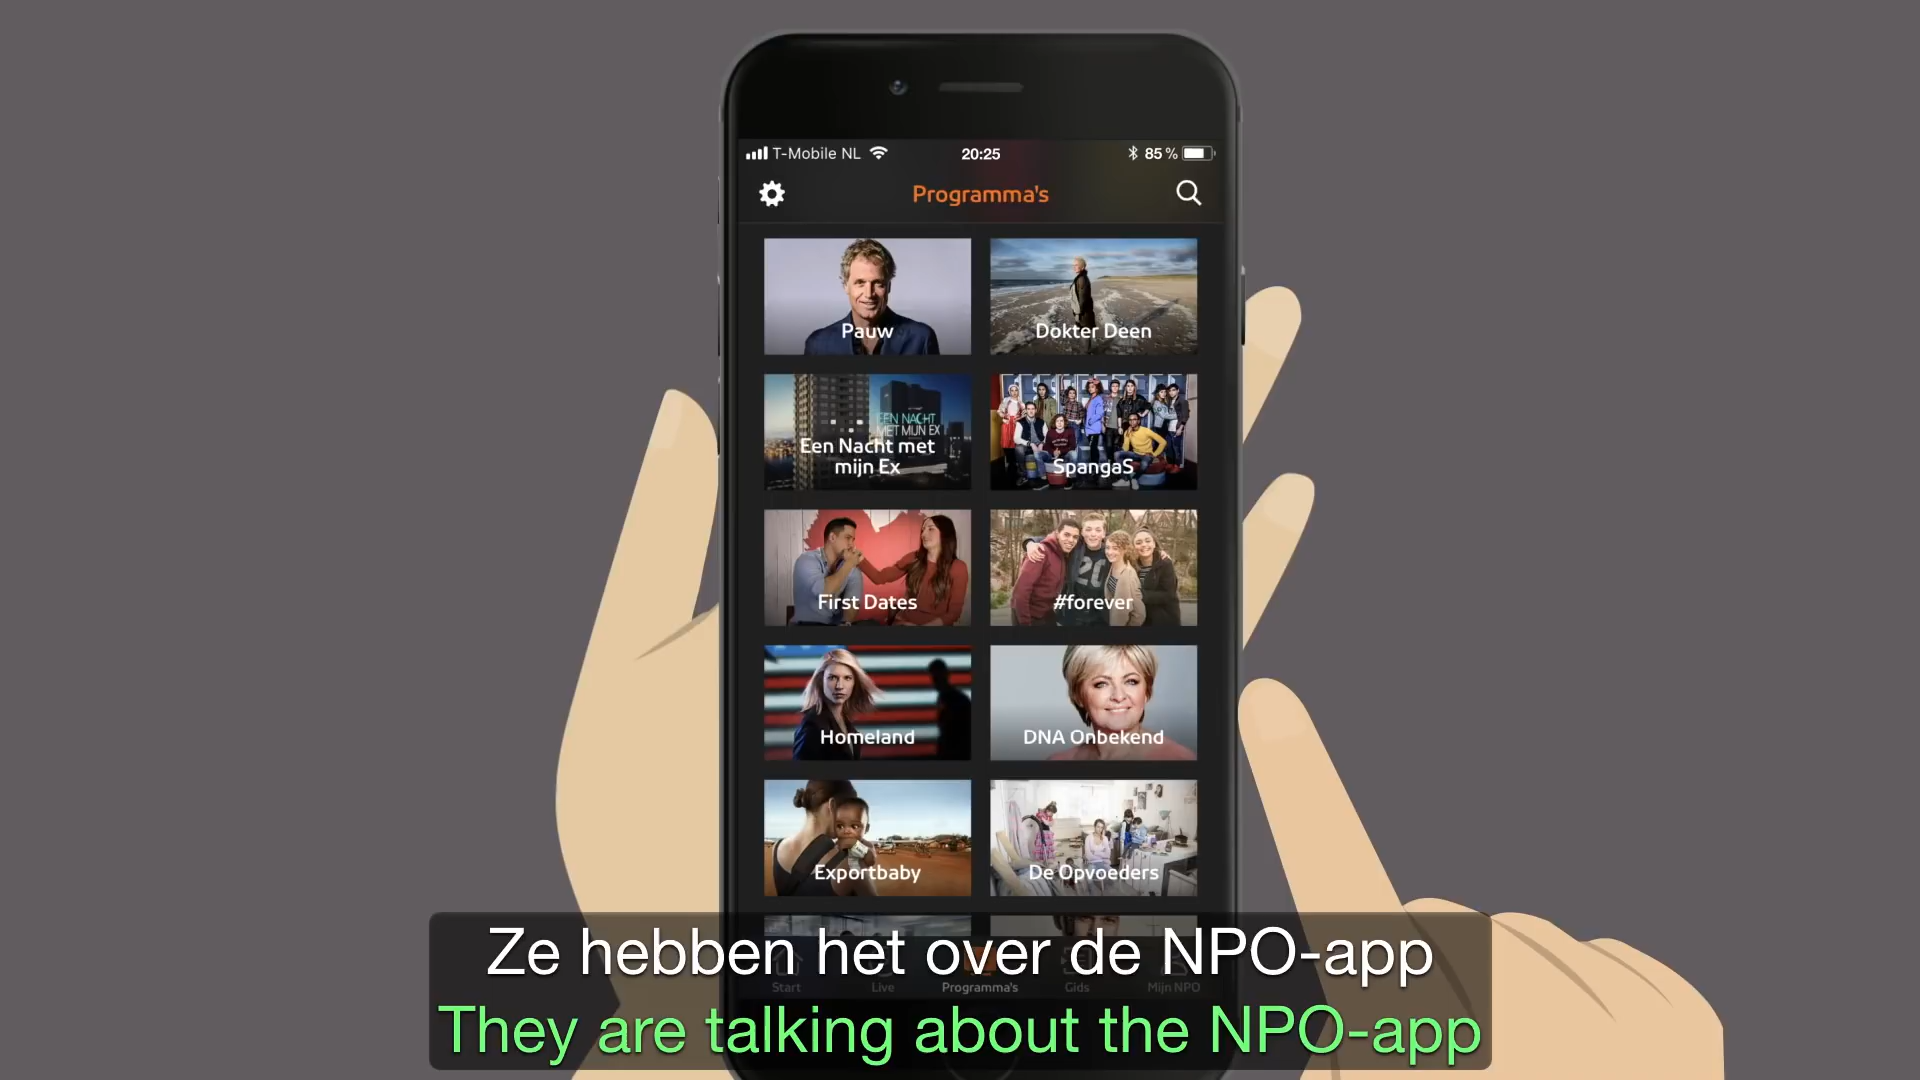 T-Mobile NL 20:25 85 %
Programma's
Pauw
Dokter Deen
EEN NACHT
MET MIJN EX
Een Nacht met
mijn Ex
SpangaS
First Dates
20
#forever
Homeland
DNA Onbekend
Exportbaby
De Opvoeders
Start Live Programma's Gids Mijn NPO
Ze hebben het over de NPO-app
They are talking about the NPO-app